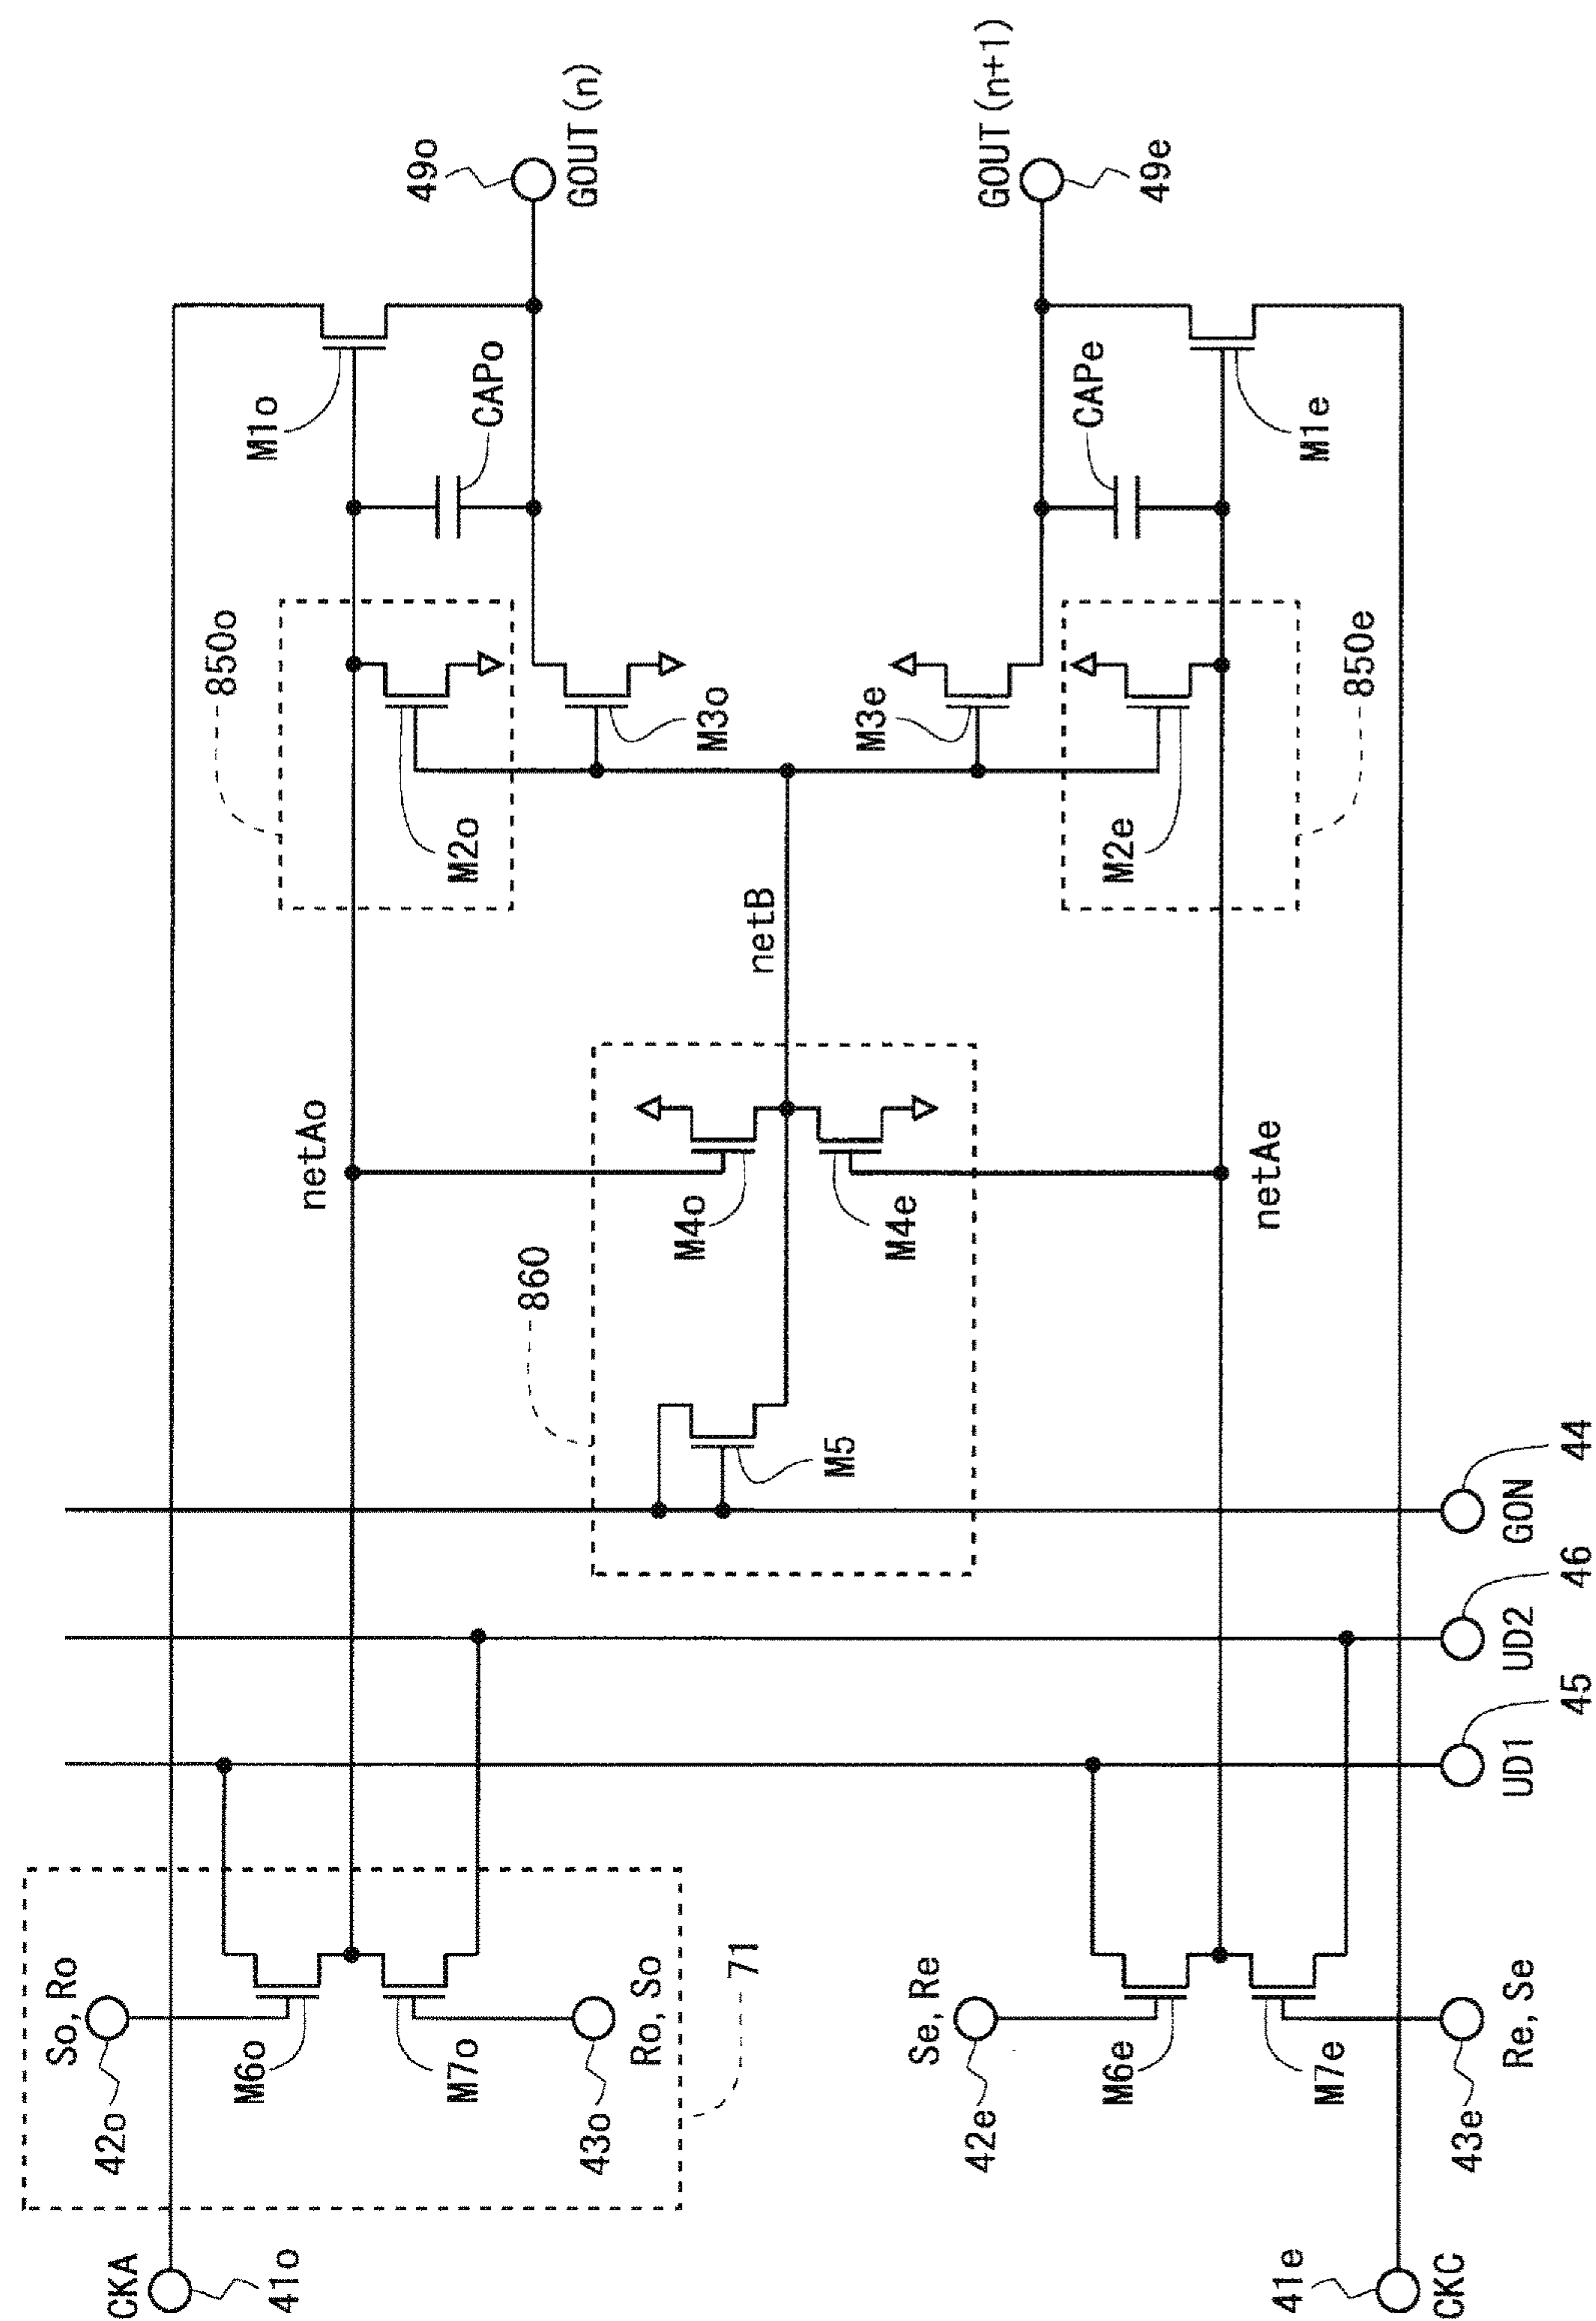 CKA
41o
So, Ro
42o
M6o
M7o
43o
Ro, So
71
Se, Re
42e
M6e
M7e
43e
Re, Se
41e
CKC
UD1
45
UD2
46
GON
44
860
M5
M4o
M4e
netAo
netAe
netB
850o
M2o
M3o
M3e
M2e
850e
M1o
CAPo
CAPe
M1e
49o
GOUT(n)
GOUT(n+1)
49e